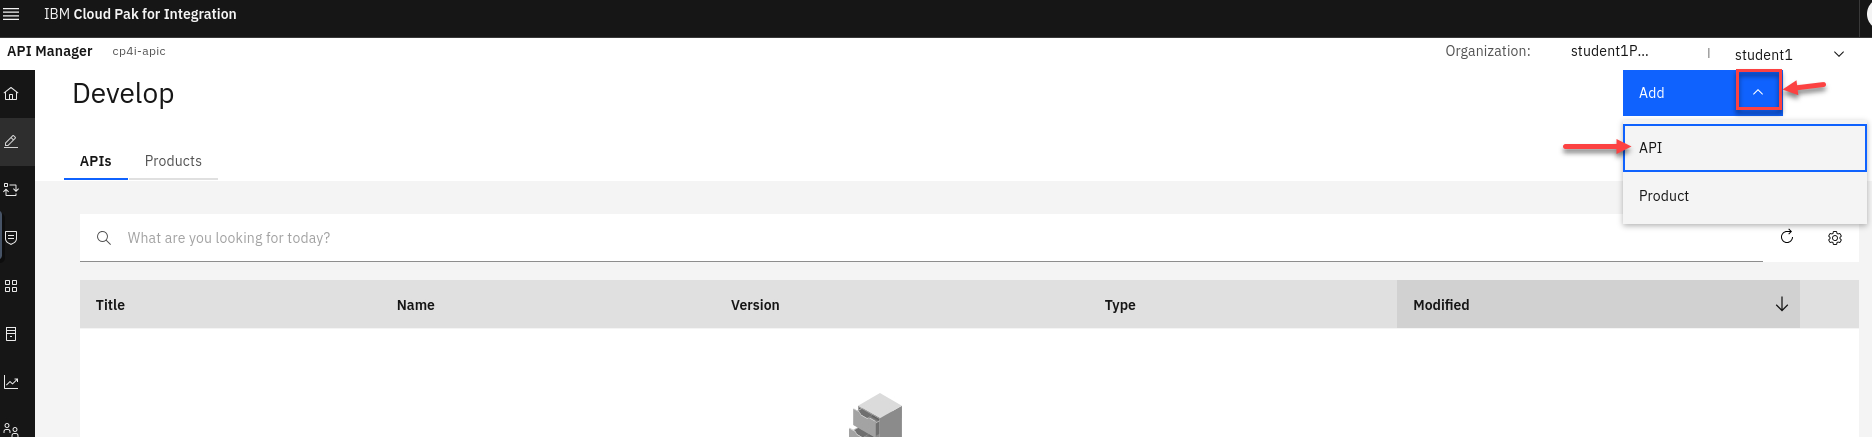 IBM Cloud Pak for Integration
API Manager cp4i-apic Organization: student1P... | student1
Develop
Add
API
Product
APIs Products
What are you looking for today?
Title Name Version Type Modified